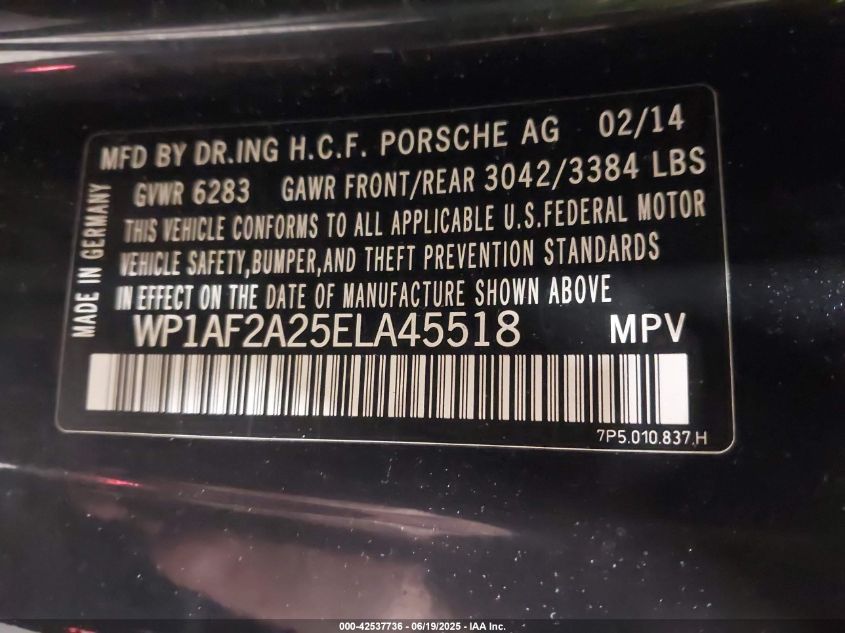 MFD BY DR.ING H.C.F. PORSCHE AG 02/14
GVWR 6283 GAWR FRONT/REAR 3042/3384 LBS
THIS VEHICLE CONFORMS TO ALL APPLICABLE U.S.FEDERAL MOTOR
VEHICLE SAFETY,BUMPER,AND THEFT PREVENTION STANDARDS
IN EFFECT ON THE DATE OF MANUFACTURE SHOWN ABOVE
MADE IN GERMANY
WP1AF2A25ELA45518 MPV
7P5.010.837.H
000-42537736 - 06/19/2025 - IAA Inc.